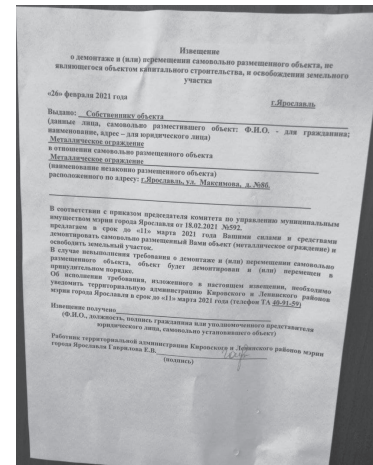 Извещение
о демонтаже и (или) перемещении самовольно размещенного объекта, не
являющегося объектом капитального строительства, и освобождении земельного
участка
«26» февраля 2021 года
г.Ярославль
Выдано: Собственнику объекта
(данные лица, самовольно разместившего объект: Ф.И.О. - для гражданина;
наименование, адрес – для юридического лица)
Металлическое ограждение
в отношении самовольно размещенного объекта
Металлическое ограждение
(наименование незаконно размещенного объекта)
расположенного по адресу: г.Ярославль, ул. Максимова, д. №8б.
В соответствии с приказом председателя комитета по управлению муниципальным
имуществом мэрии города Ярославля от 18.02.2021 №592.
предлагаем в срок до «11» марта 2021 года Вашими силами и средствами
демонтировать самовольно размещенный Вами объект (металлическое ограждение) и
освободить земельный участок.
В случае невыполнения требования о демонтаже и (или) перемещении самовольно
размещенного объекта, объект будет демонтирован и (или) перемещен в
принудительном порядке.
Об исполнении требования, изложенного в настоящем извещении, необходимо
уведомить территориальную администрацию Кировского и Ленинского районов
мэрии города Ярославля в срок до «11» марта 2021 года (телефон ТА 40-91-59)
Извещение получено
(Ф.И.О., должность, подпись гражданина или уполномоченного представителя
юридического лица, самовольно установившего объект)
Работник территориальной администрации Кировского и Ленинского районов мэрии
города Ярославля Гаврилова Е.В.
(подпись)